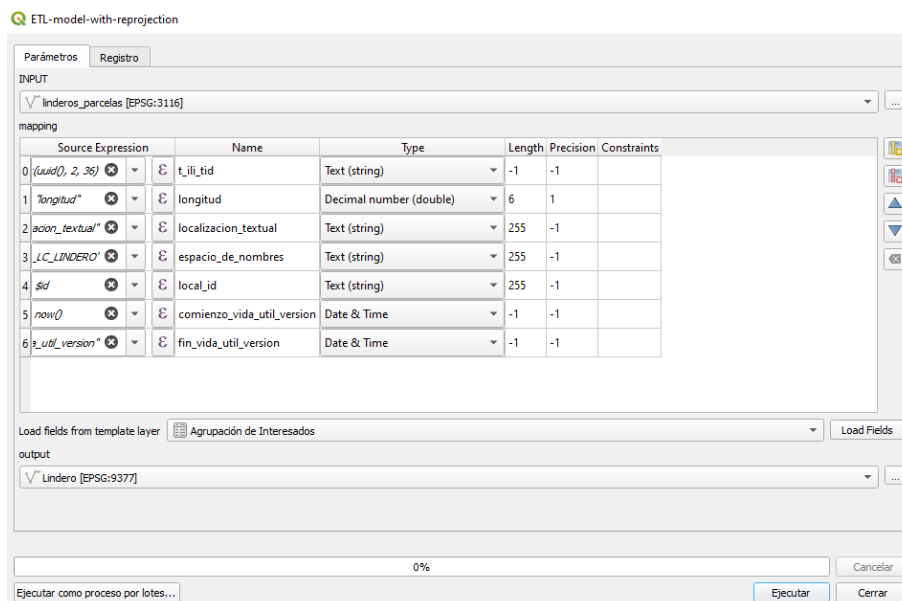 ETL-model-with-reprojection
Parámetros Registro
INPUT
linderos_parcelas [EPSG:3116] ...
mapping
Source Expression Name Type Length Precision Constraints
0 :(uuid(), 2, 36) ε t_ili_tid Text (string) -1 -1
1 "longitud" ε longitud Decimal number (double) 6 1
2 acion_textual" ε localizacion_textual Text (string) 255 -1
3 _LC_LINDERO' ε espacio_de_nombres Text (string) 255 -1
4 $id ε local_id Text (string) 255 -1
5 now() ε comienzo_vida_util_version Date & Time -1 -1
6 a_util_version" ε fin_vida_util_version Date & Time -1 -1
Load fields from template layer Agrupación de Interesados Load Fields
output
Lindero [EPSG:9377] ...
0% Cancelar
Ejecutar como proceso por lotes... Ejecutar Cerrar